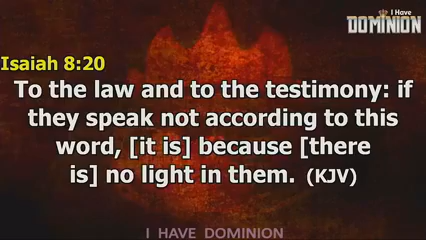 I Have
DOMINION
Isaiah 8:20
To the law and to the testimony: if
they speak not according to this
word, [it is] because [there
is] no light in them. (KJV)
I HAVE DOMINION